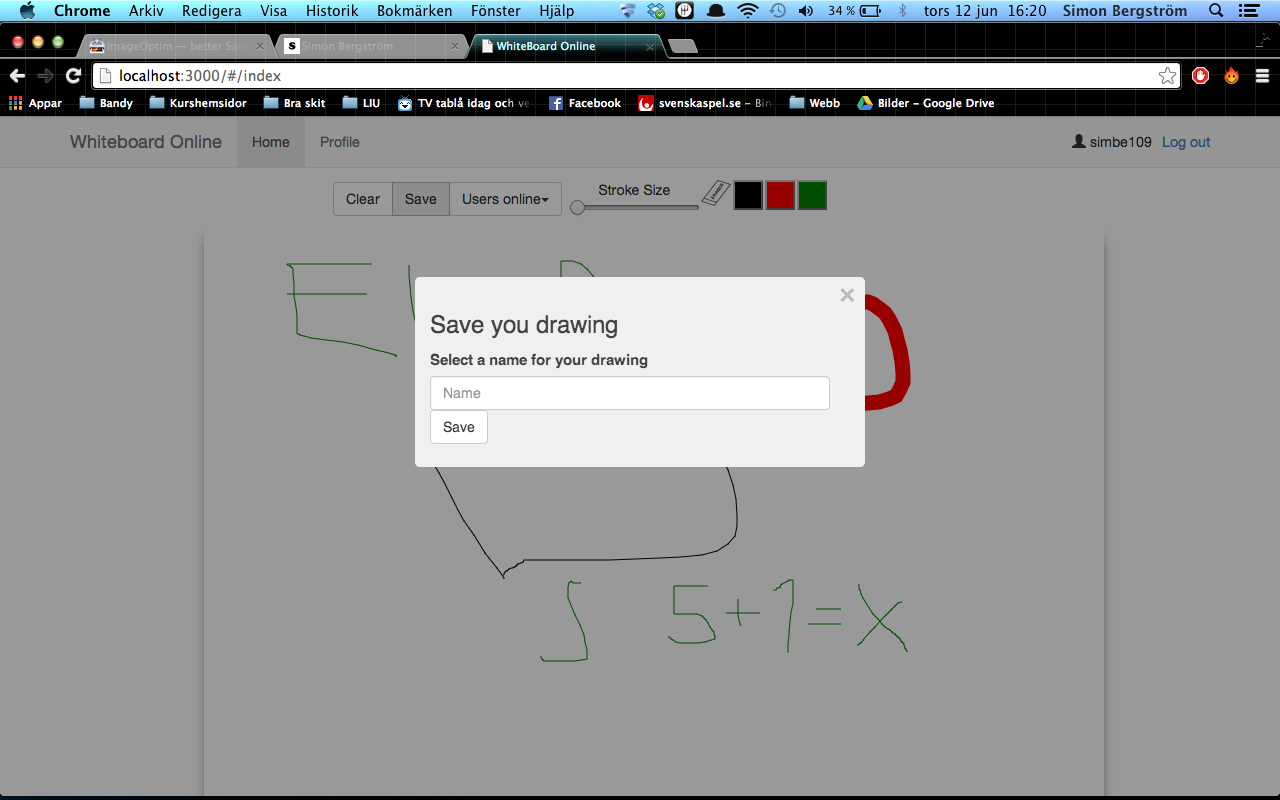 Chrome Arkiv Redigera Visa Historik Bokmärken Fönster Hjälp 34 % tors 12 jun 16:20 Simon Bergström
ImageOptim — better Sav
S Simon Bergström
WhiteBoard Online
localhost:3000/#/index
Appar Bandy Kurshemsidor Bra skit LIU TV tablå idag och ve Facebook svenskaspel.se – Bin Webb Bilder – Google Drive
Whiteboard Online Home Profile simbe109 Log out
Clear Save Users online Stroke Size
Save you drawing
Select a name for your drawing
Name
Save
5+1=x